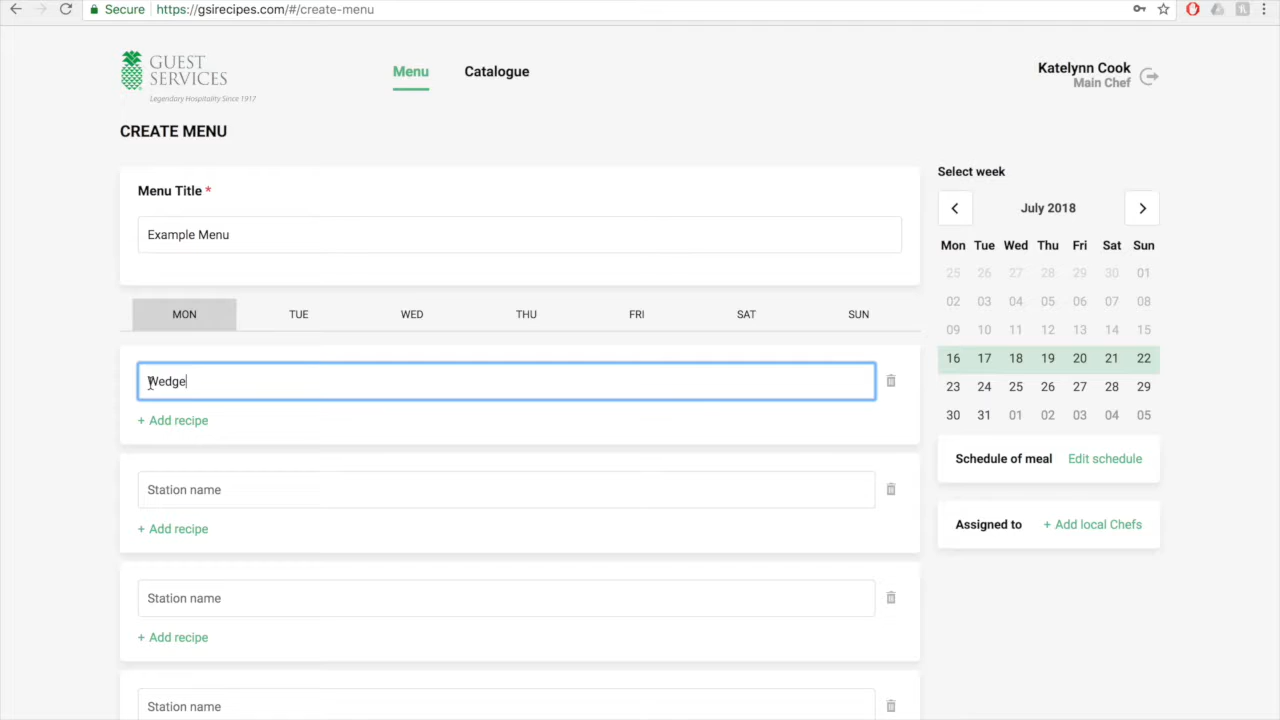 Secure https://gsirecipes.com/#/create-menu
GUEST
SERVICES
Legendary Hospitality Since 1917
Menu
Catalogue
Katelynn Cook
Main Chef
CREATE MENU
Menu Title *
Example Menu
MON TUE WED THU FRI SAT SUN
Wedge
+ Add recipe
Station name
+ Add recipe
Station name
+ Add recipe
Station name
Select week
July 2018
Mon Tue Wed Thu Fri Sat Sun
25 26 27 28 29 30 01
02 03 04 05 06 07 08
09 10 11 12 13 14 15
16 17 18 19 20 21 22
23 24 25 26 27 28 29
30 31 01 02 03 04 05
Schedule of meal Edit schedule
Assigned to + Add local Chefs